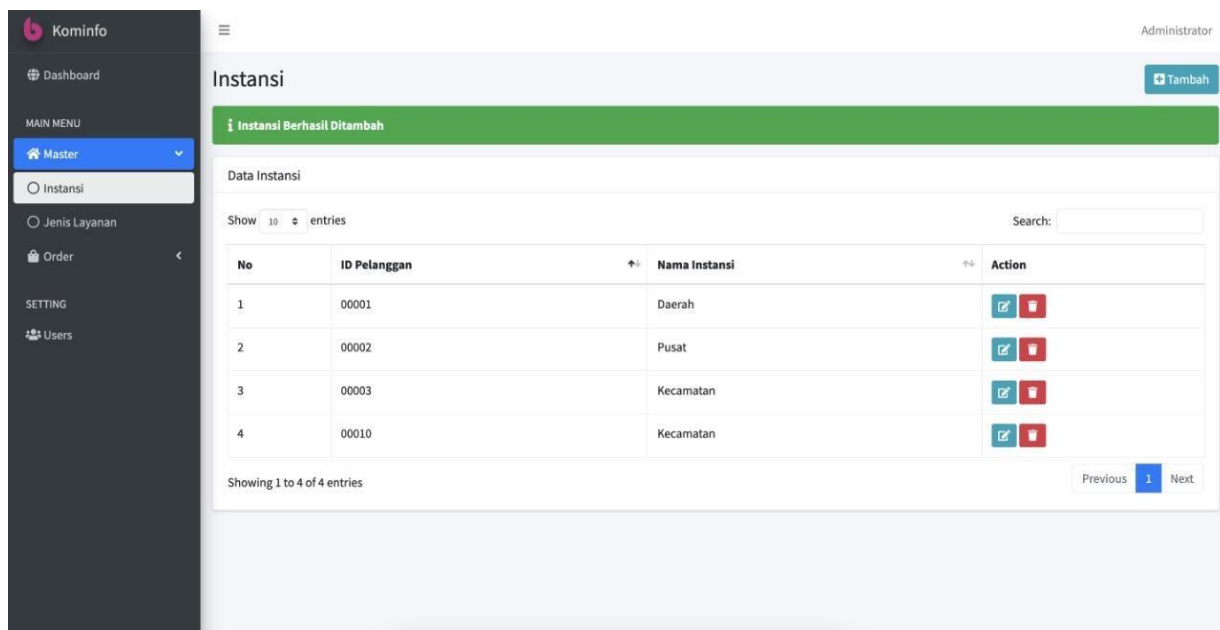 Kominfo
Administrator
Dashboard
Instansi
Tambah
MAIN MENU
Instansi Berhasil Ditambah
Master
Data Instansi
Instansi
Jenis Layanan
Show 10 entries
Search:
Order
No ID Pelanggan Nama Instansi Action
SETTING
1 00001 Daerah
Users
2 00002 Pusat
3 00003 Kecamatan
4 00010 Kecamatan
Showing 1 to 4 of 4 entries
Previous 1 Next